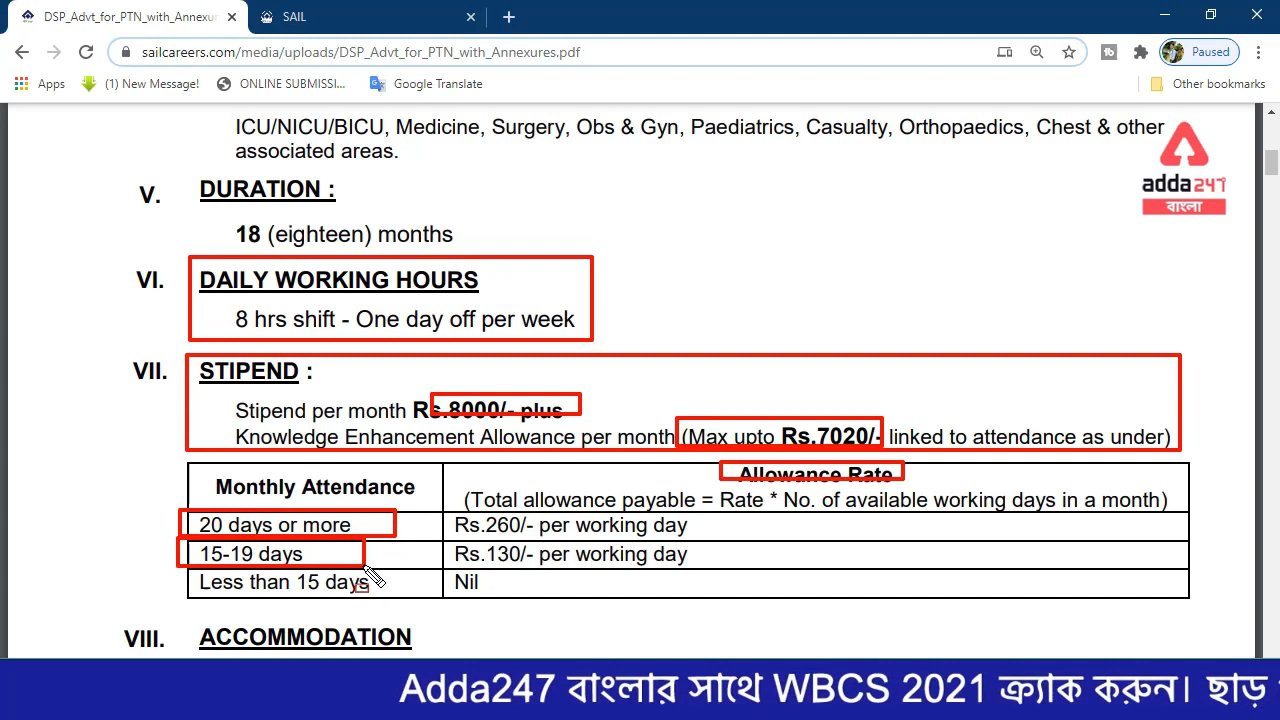 DSP_Advt_for_PTN_with_Annexur
SAIL
sailcareers.com/media/uploads/DSP_Advt_for_PTN_with_Annexures.pdf
Paused
Apps
(1) New Message!
ONLINE SUBMISSI...
Google Translate
Other bookmarks
ICU/NICU/BICU, Medicine, Surgery, Obs & Gyn, Paediatrics, Casualty, Orthopaedics, Chest & other
associated areas.
adda247
বাংলা
V. DURATION :
18 (eighteen) months
VI. DAILY WORKING HOURS
8 hrs shift - One day off per week
VII. STIPEND :
Stipend per month Rs.8000/- plus
Knowledge Enhancement Allowance per month (Max upto Rs.7020/- linked to attendance as under)
Monthly Attendance
Allowance Rate
(Total allowance payable = Rate * No. of available working days in a month)
20 days or more Rs.260/- per working day
15-19 days Rs.130/- per working day
Less than 15 days Nil
VIII. ACCOMMODATION
Adda247 বাংলার সাথে WBCS 2021 ক্র্যাক করুন। ছাড়